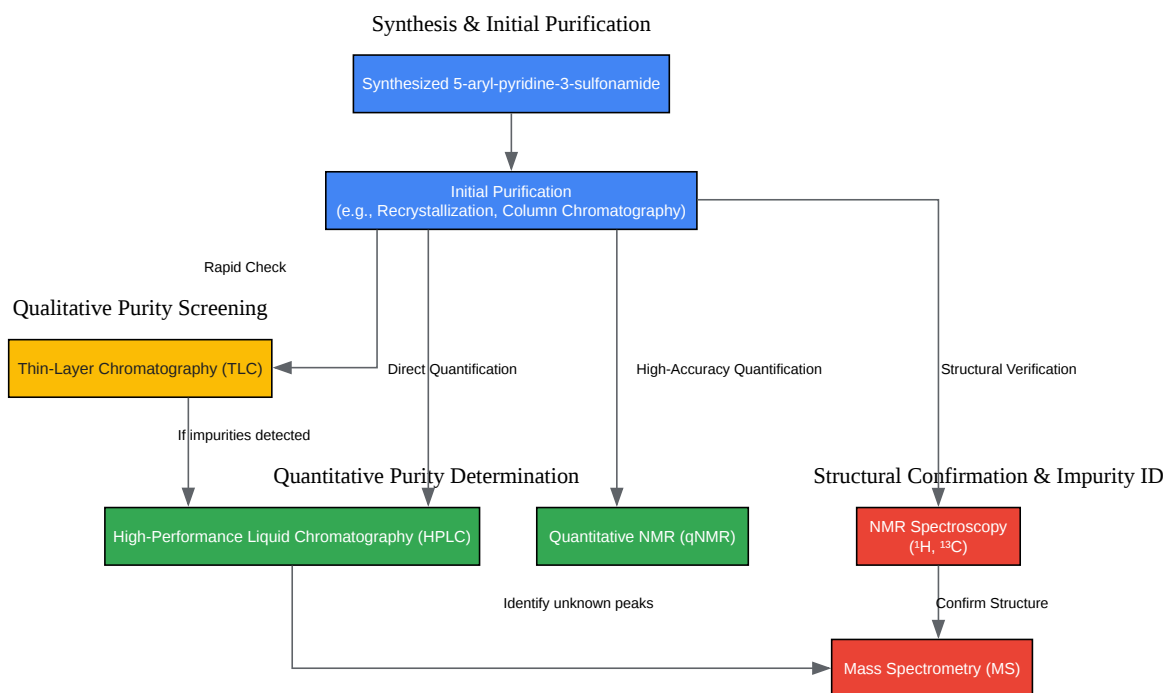 Synthesis & Initial Purification
Synthesized 5-aryl-pyridine-3-sulfonamide
Initial Purification
(e.g., Recrystallization, Column Chromatography)
Rapid Check
Qualitative Purity Screening
Thin-Layer Chromatography (TLC)
Direct Quantification
High-Accuracy Quantification
Structural Verification
If impurities detected
Quantitative Purity Determination
Structural Confirmation & Impurity ID
High-Performance Liquid Chromatography (HPLC)
Quantitative NMR (qNMR)
NMR Spectroscopy
(¹H, ¹³C)
Identify unknown peaks
Confirm Structure
Mass Spectrometry (MS)